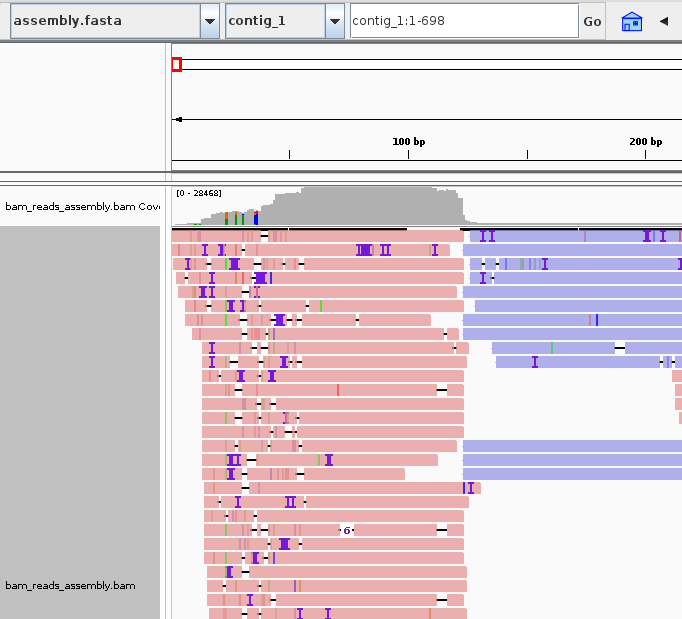 assembly.fasta contig_1 contig_1:1-698 Go
100 bp 200 bp
[0 - 28468]
bam_reads_assembly.bam Cov
6
bam_reads_assembly.bam